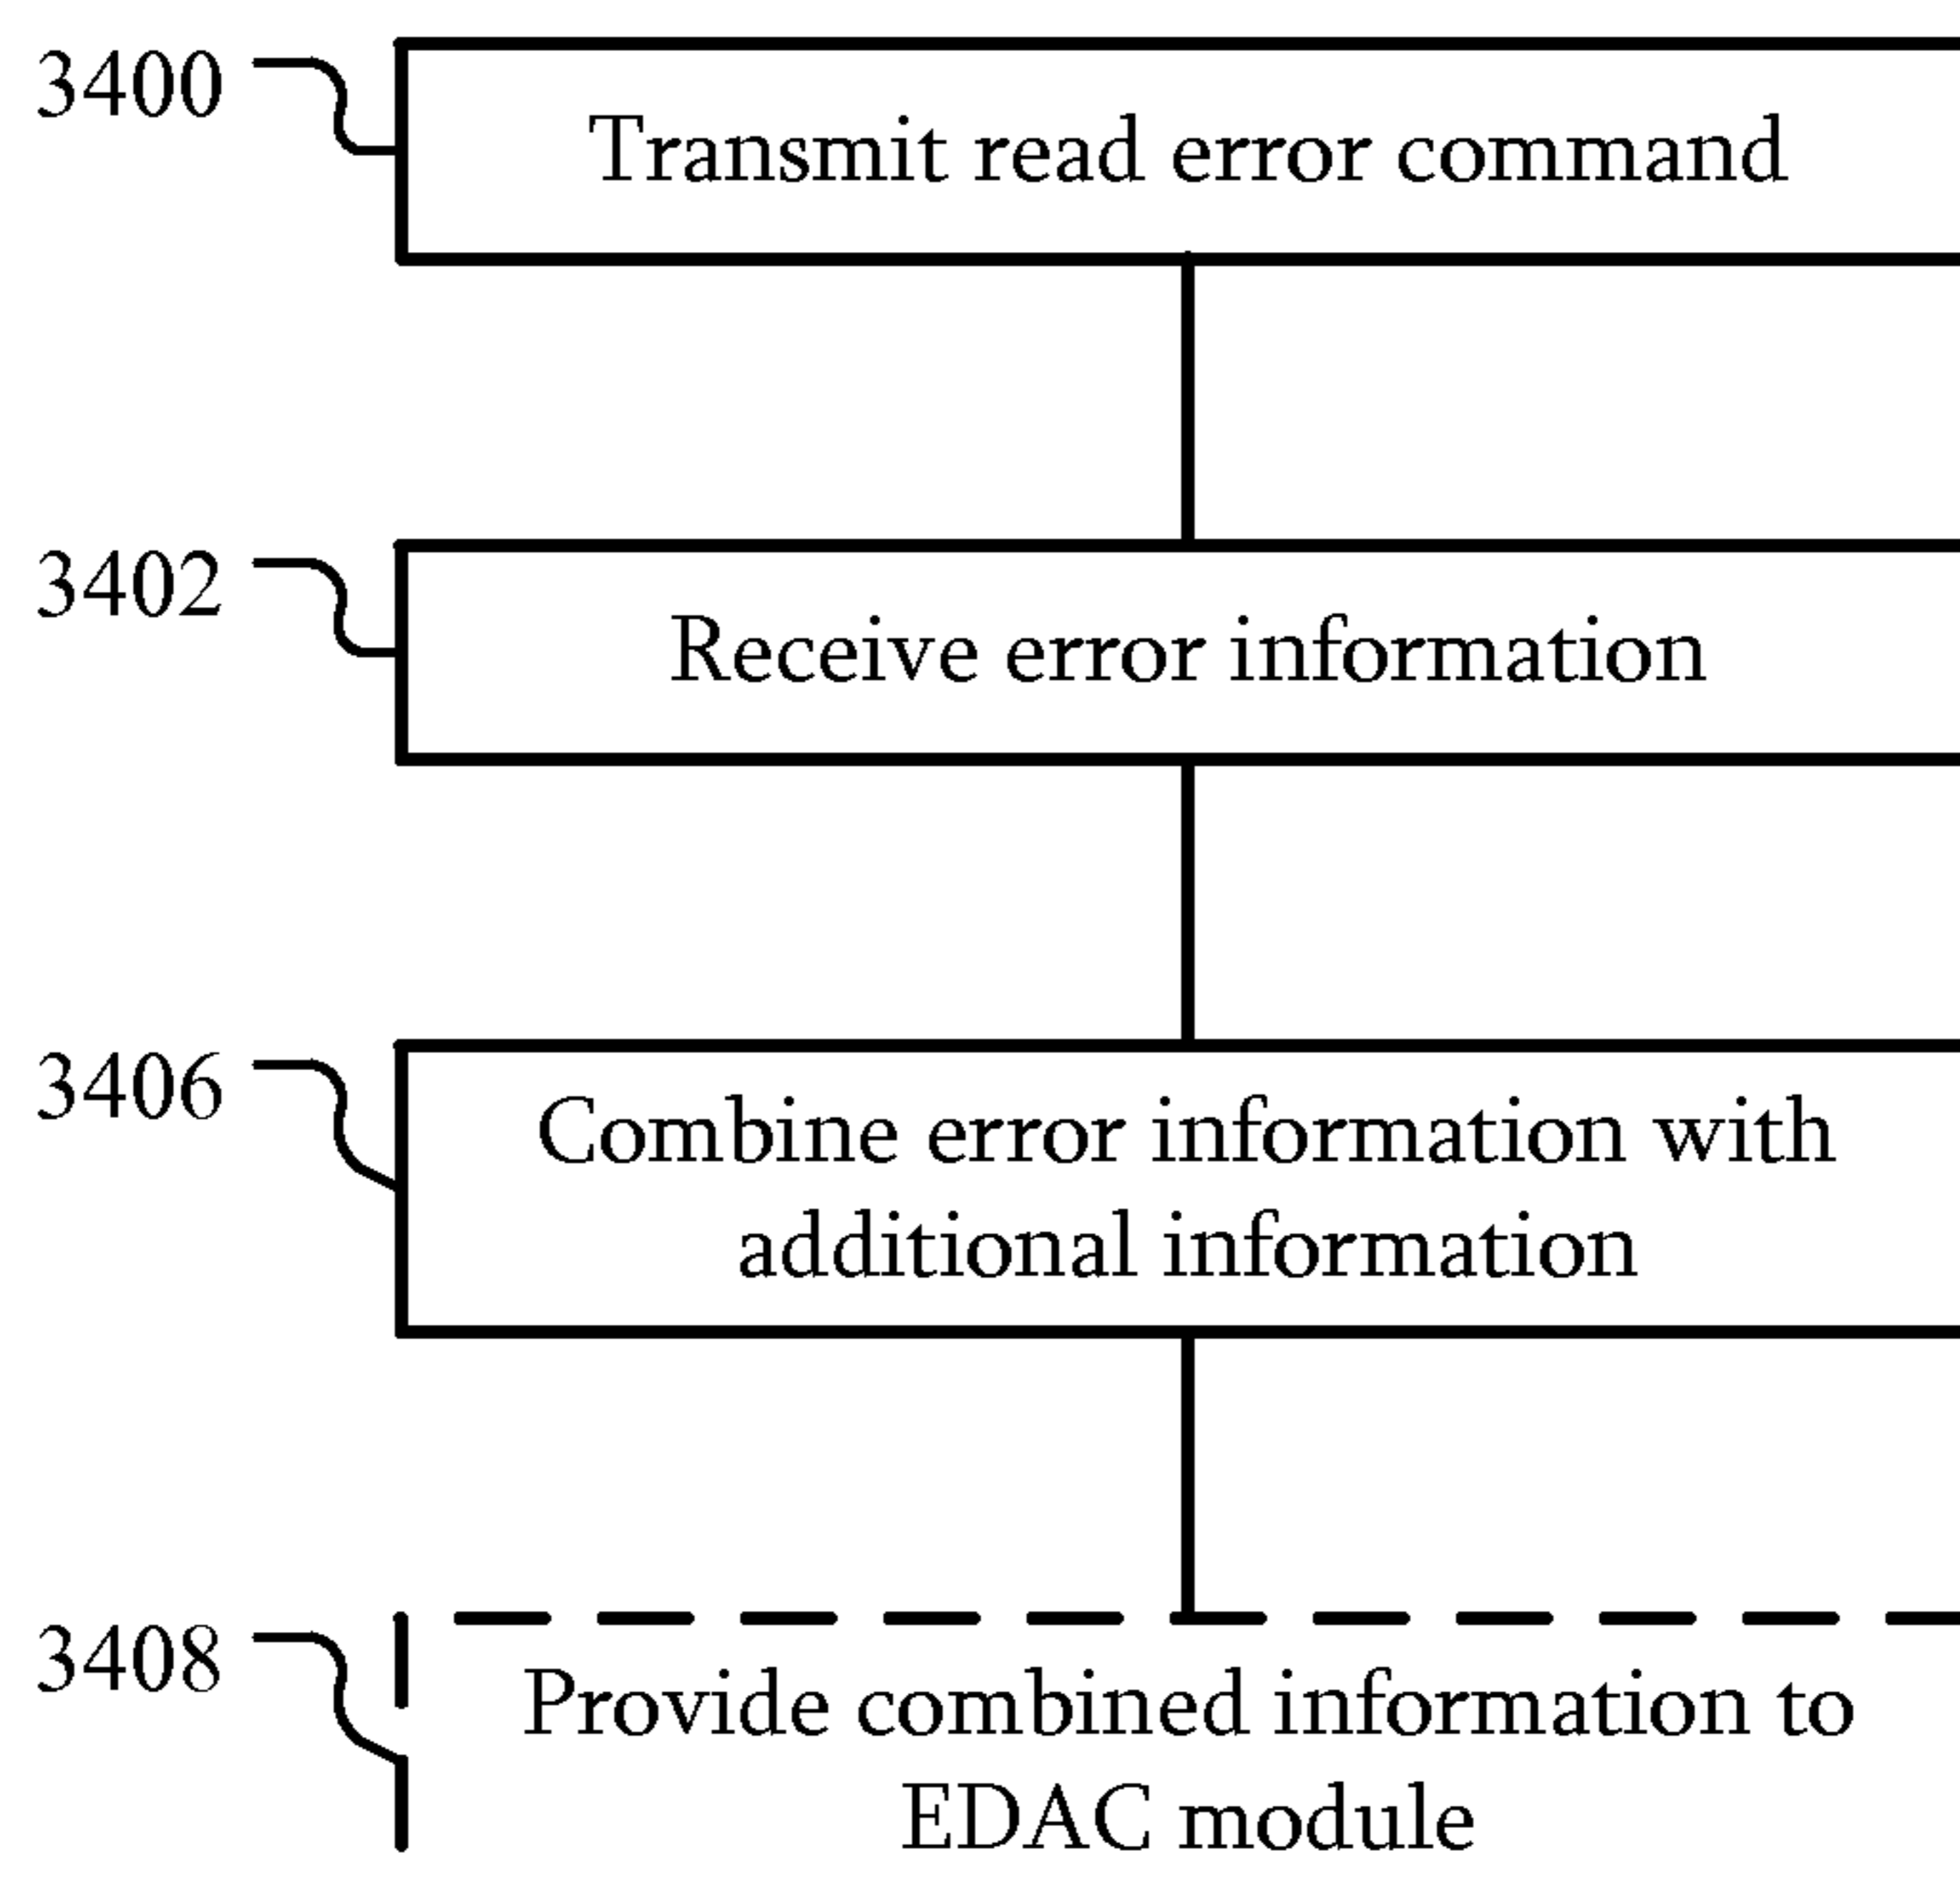 3400
Transmit read error command
3402
Receive error information
3406
Combine error information with
additional information
3408
Provide combined information to
EDAC module